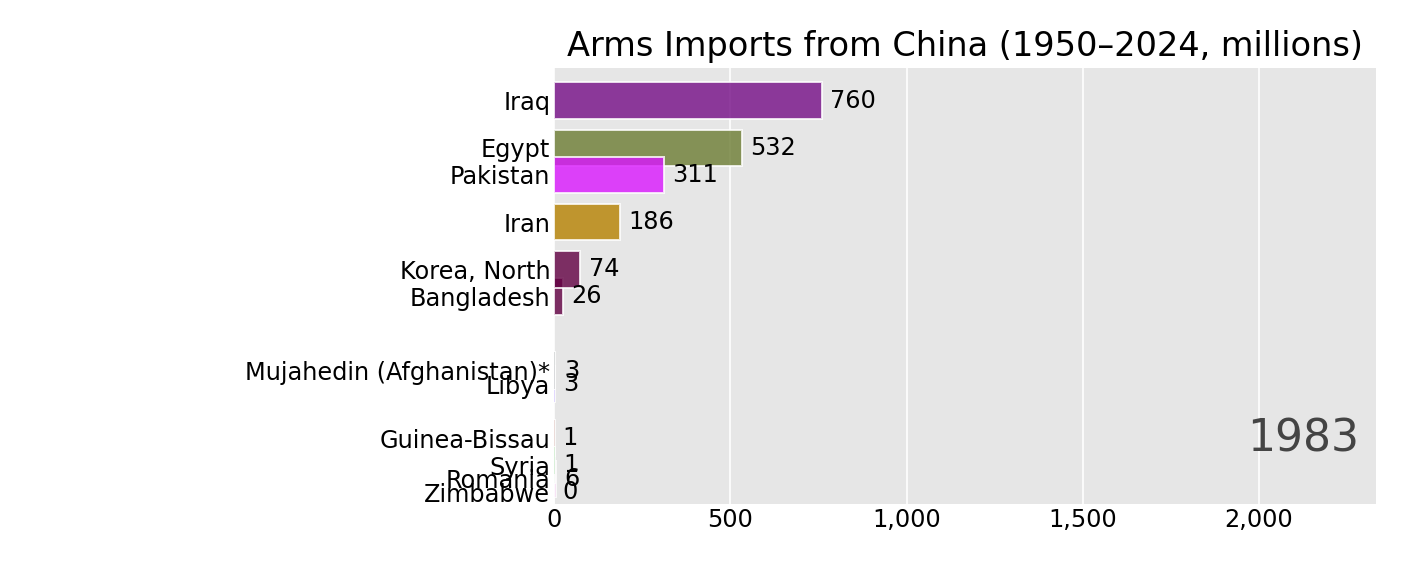 Arms Imports from China (1950–2024, millions)
Iraq 760
Egypt 532
Pakistan 311
Iran 186
Korea, North 74
Bangladesh 26
Mujahedin (Afghanistan)* 3
Libya 3
Guinea-Bissau 1
1983
Syria 1
Romania 6
Zimbabwe 0
0 500 1,000 1,500 2,000